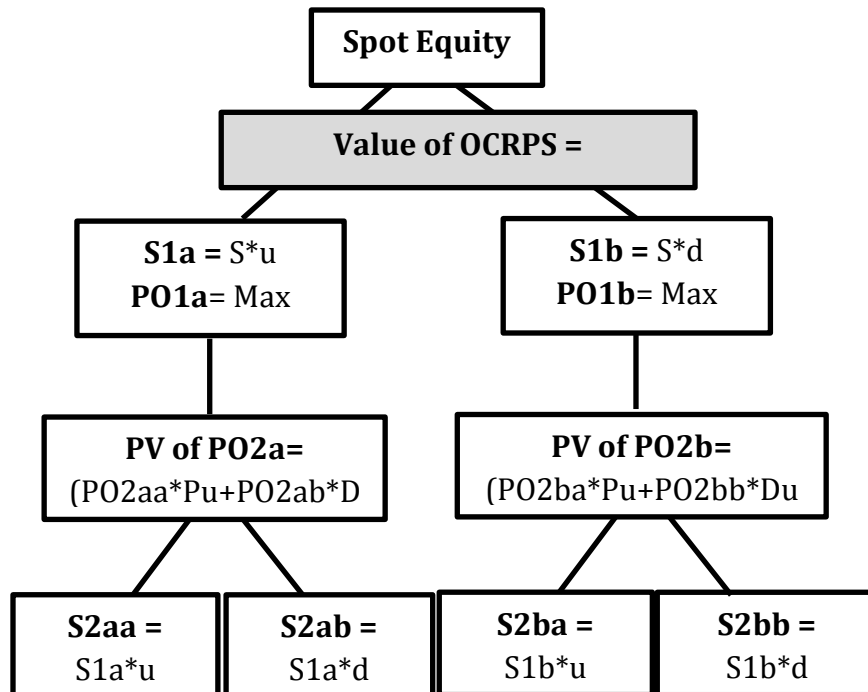 Spot Equity
Value of OCRPS =
S1a = S*u
PO1a= Max
S1b = S*d
PO1b= Max
PV of PO2a=
(PO2aa*Pu+PO2ab*D
PV of PO2b=
(PO2ba*Pu+PO2bb*Du
S2aa =
S1a*u
S2ab =
S1a*d
S2ba =
S1b*u
S2bb =
S1b*d